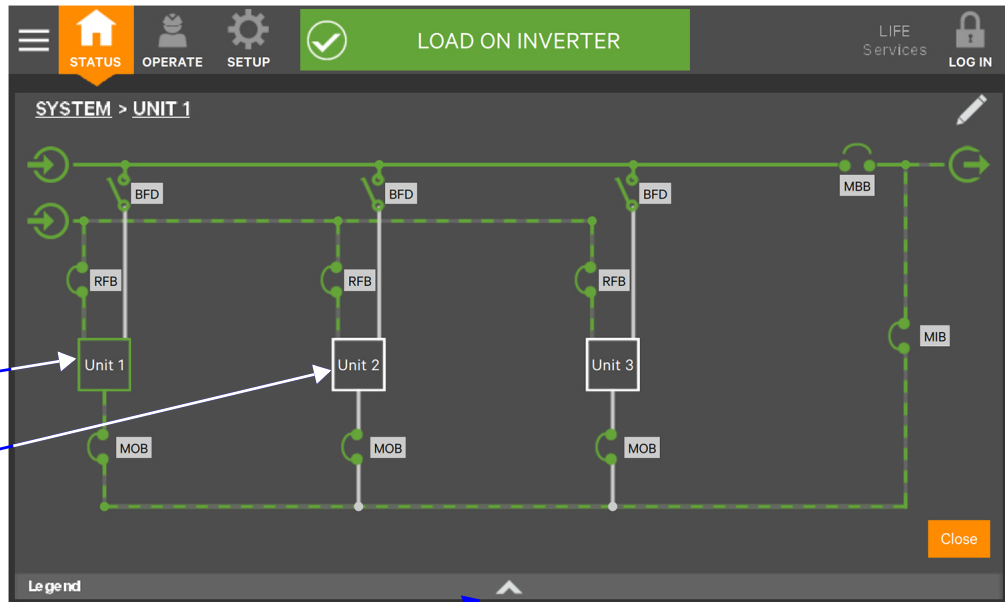 LOAD ON INVERTER
LIFE
Services
STATUS OPERATE SETUP
LOG IN
SYSTEM > UNIT 1
BFD BFD BFD MBB
RFB RFB RFB
MIB
Unit 1 Unit 2 Unit 3
MOB MOB MOB
Close
Legend